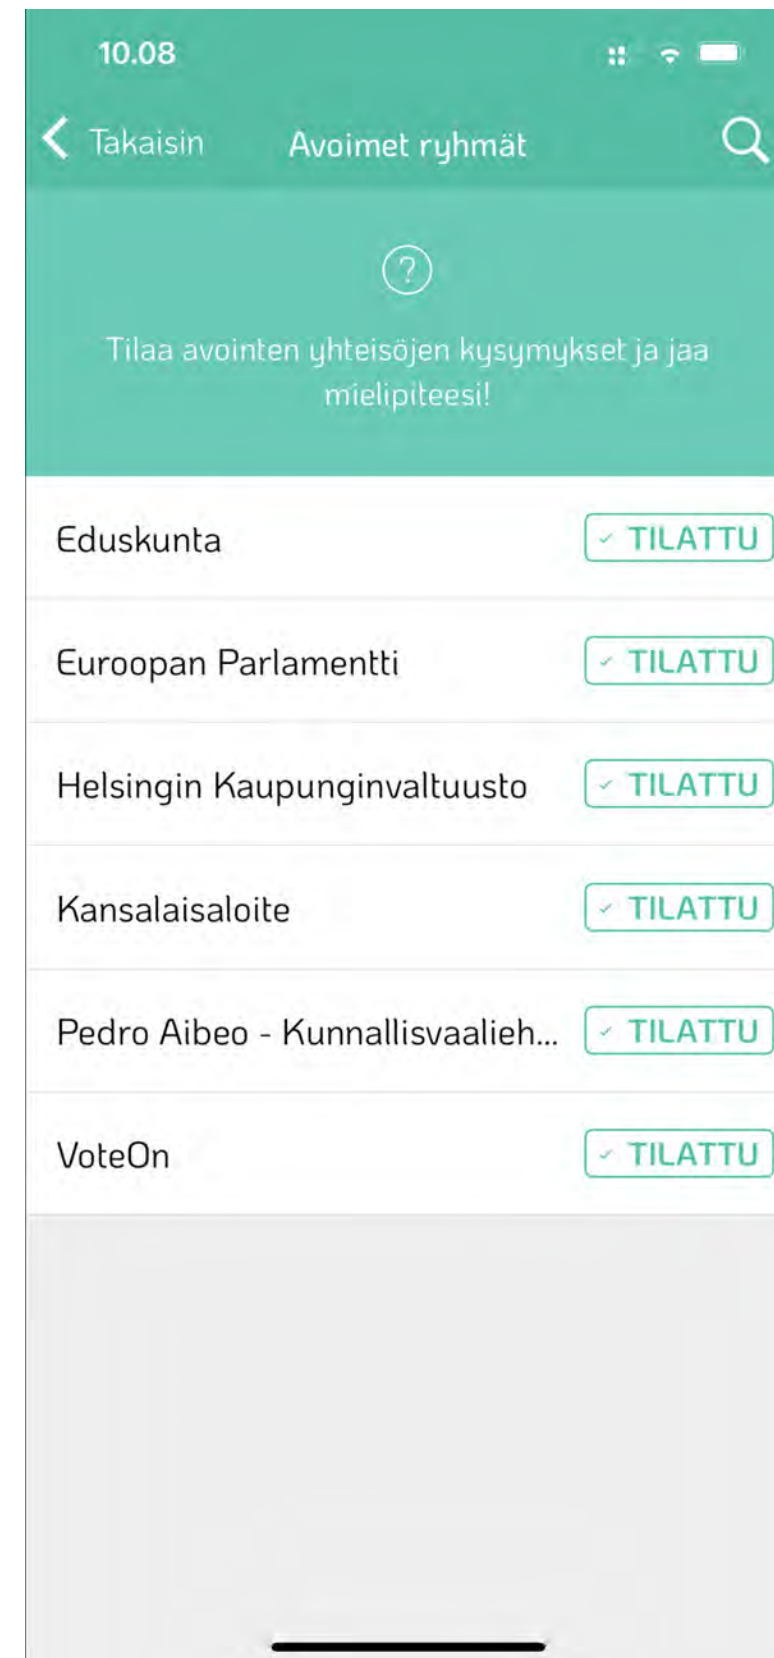 10.08
Takaisin
Avoimet ryhmät
?
Tilaa avointen yhteisöjen kysymykset ja jaa
mielipiteesi!
Eduskunta
TILATTU
Euroopan Parlamentti
TILATTU
Helsingin Kaupunginvaltuusto
TILATTU
Kansalaisaloite
TILATTU
Pedro Aibeo - Kunnallisvaalieh...
TILATTU
VoteOn
TILATTU